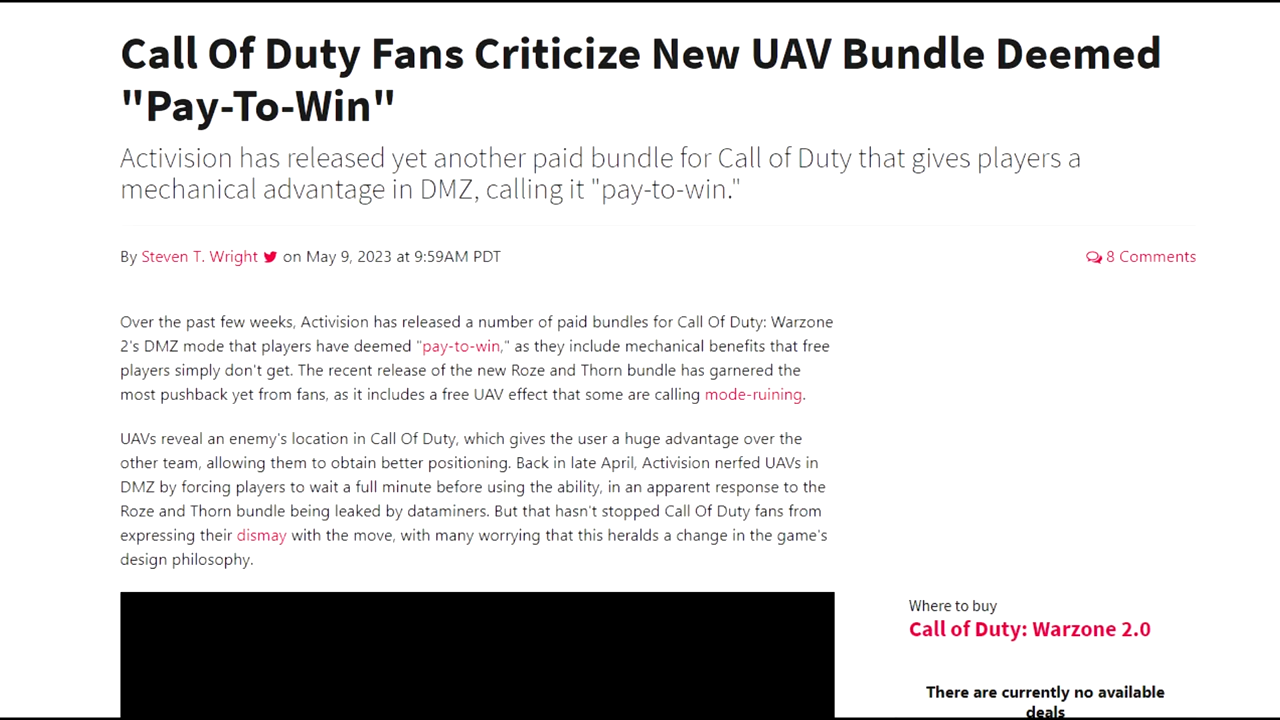 Call Of Duty Fans Criticize New UAV Bundle Deemed
"Pay-To-Win"
Activision has released yet another paid bundle for Call of Duty that gives players a
mechanical advantage in DMZ, calling it "pay-to-win."
By Steven T. Wright on May 9, 2023 at 9:59AM PDT
8 Comments
Over the past few weeks, Activision has released a number of paid bundles for Call Of Duty: Warzone
2's DMZ mode that players have deemed "pay-to-win," as they include mechanical benefits that free
players simply don't get. The recent release of the new Roze and Thorn bundle has garnered the
most pushback yet from fans, as it includes a free UAV effect that some are calling mode-ruining.
UAVs reveal an enemy's location in Call Of Duty, which gives the user a huge advantage over the
other team, allowing them to obtain better positioning. Back in late April, Activision nerfed UAVs in
DMZ by forcing players to wait a full minute before using the ability, in an apparent response to the
Roze and Thorn bundle being leaked by dataminers. But that hasn't stopped Call Of Duty fans from
expressing their dismay with the move, with many worrying that this heralds a change in the game's
design philosophy.
Where to buy
Call of Duty: Warzone 2.0
There are currently no available
deals